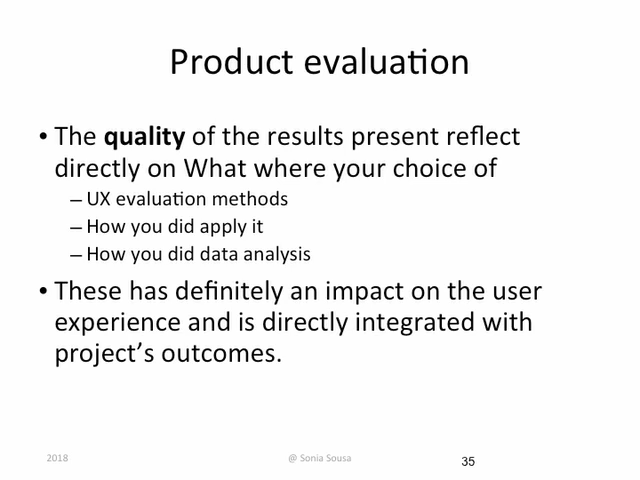 Product evaluation
• The quality of the results present reflect
directly on What where your choice of
– UX evaluation methods
– How you did apply it
– How you did data analysis
• These has definitely an impact on the user
experience and is directly integrated with
project’s outcomes.
2018
@ Sonia Sousa
35